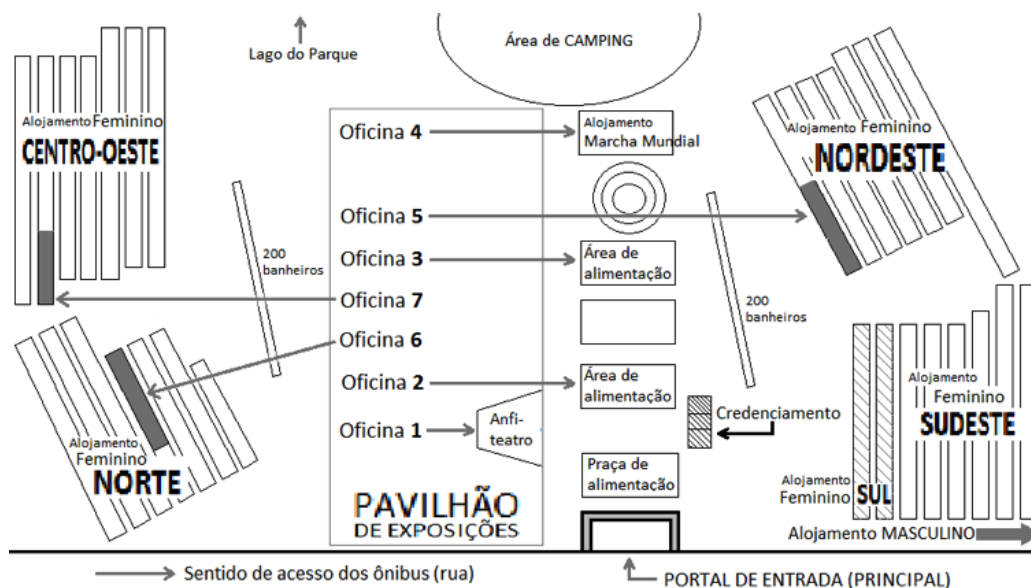 Lago do Parque
Área de CAMPING
Alojamento Feminino
CENTRO-OESTE
Oficina 4
Alojamento
Marcha Mundial
Alojamento Feminino
NORDESTE
Oficina 5
200
banheiros
Oficina 3
Área de
alimentação
Oficina 7
200
banheiros
Oficina 6
Oficina 2
Área de
alimentação
Alojamento
Feminino
SUDESTE
Oficina 1
Anfi-
teatro
Credenciamento
Alojamento
Feminino
NORTE
Praça de
alimentação
Alojamento
Feminino SUL
PAVILHÃO
DE EXPOSIÇÕES
Alojamento MASCULINO
Sentido de acesso dos ônibus (rua)
PORTAL DE ENTRADA (PRINCIPAL)